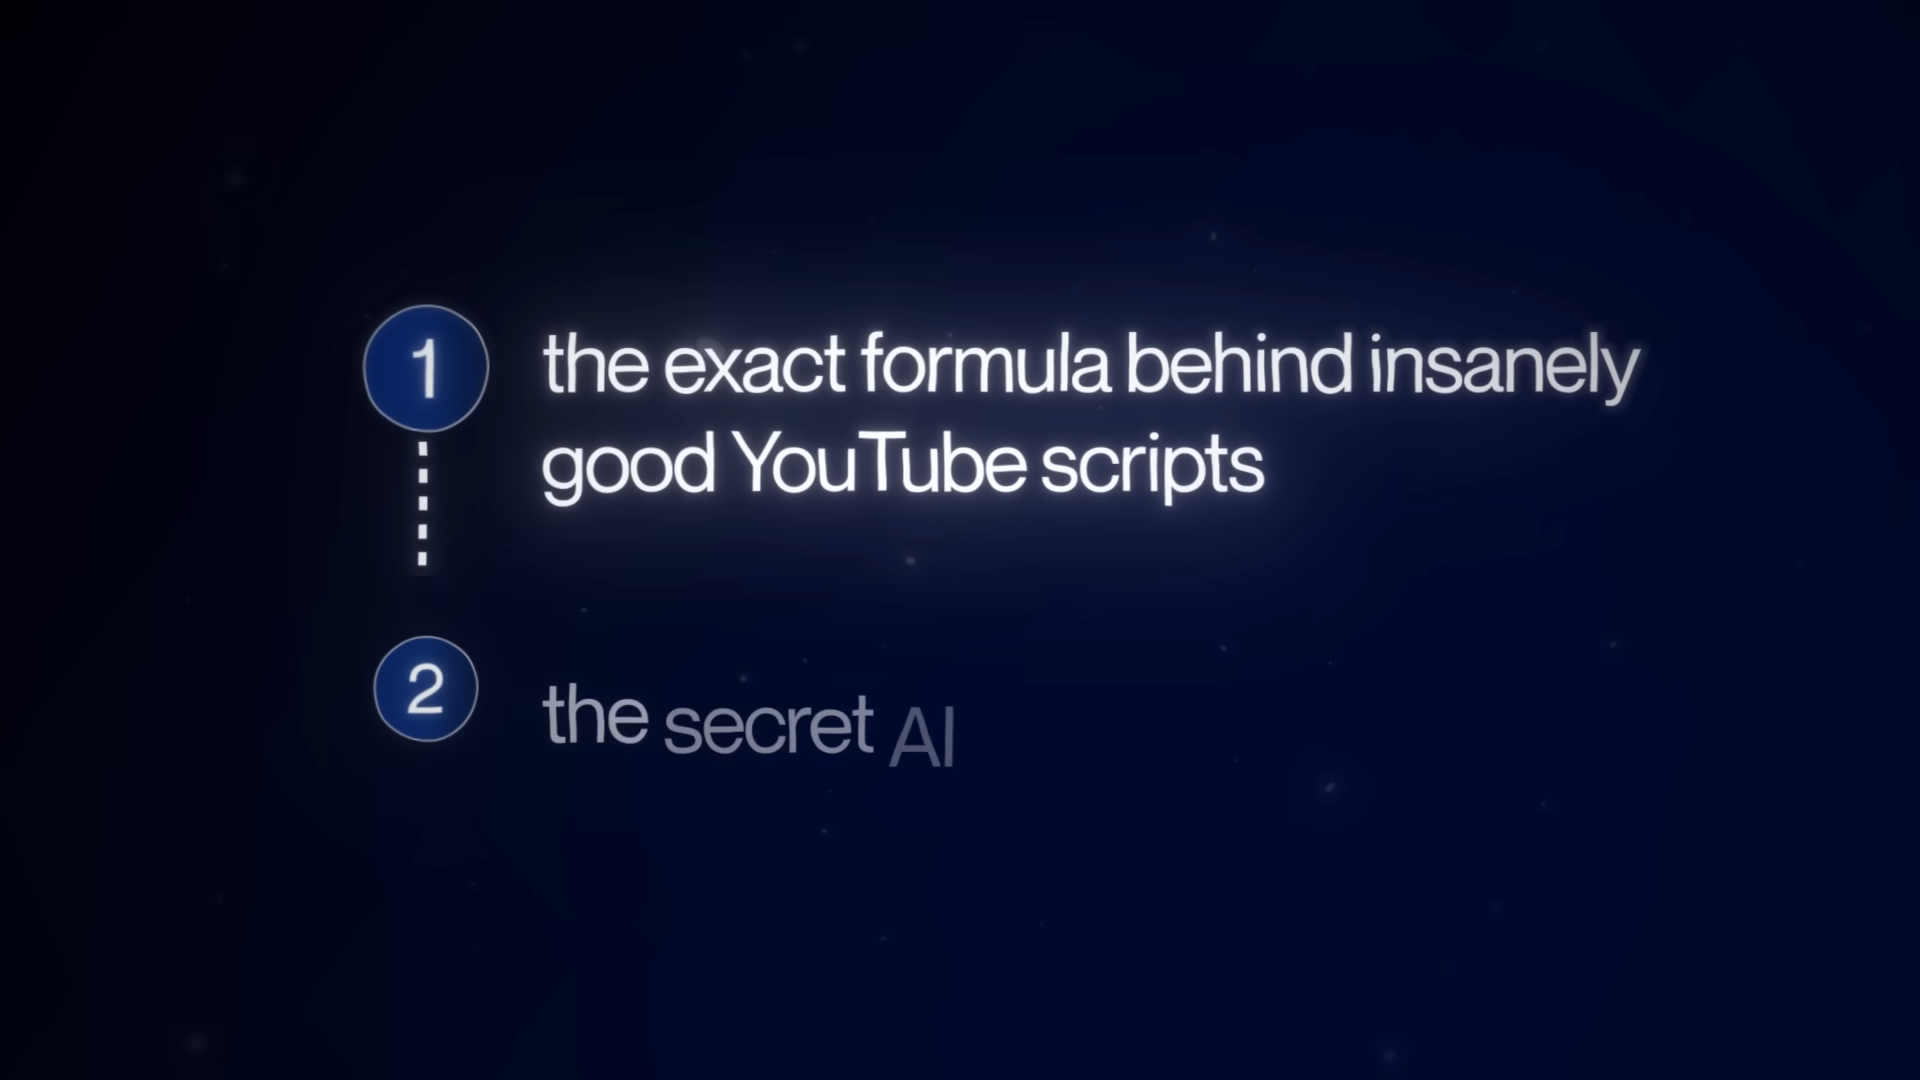 1
the exact formula behind insanely
good YouTube scripts
2
the secret AI